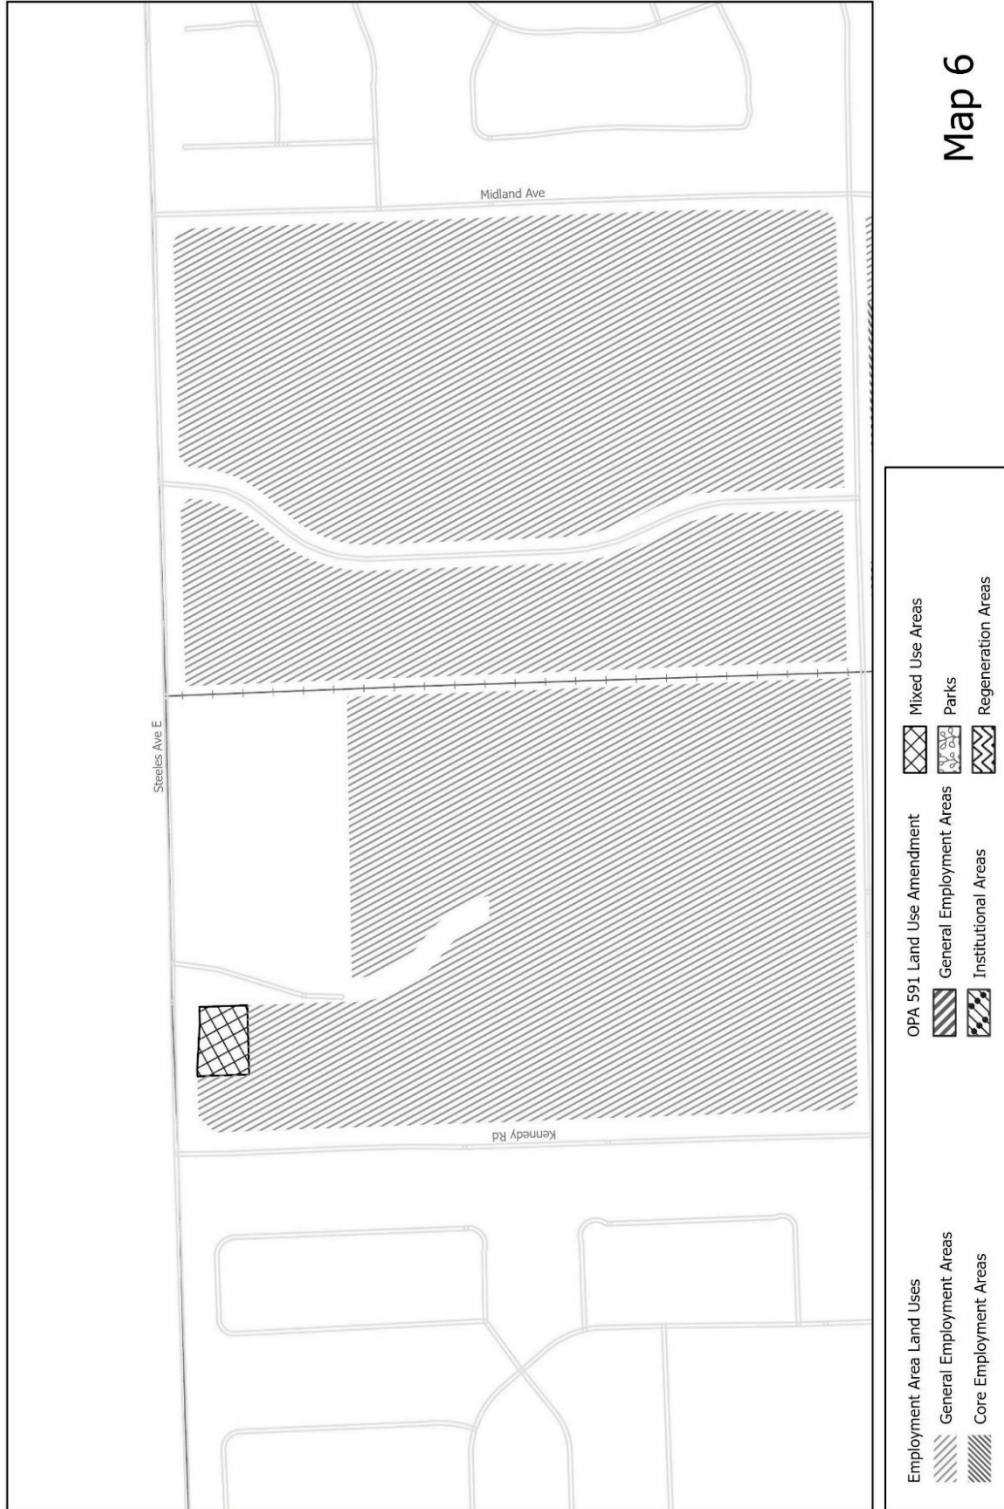 Midland Ave
Steeles Ave E
Kennedy Rd
Map 6
Employment Area Land Uses
General Employment Areas
Core Employment Areas
OPA 591 Land Use Amendment
General Employment Areas
Institutional Areas
Mixed Use Areas
Parks
Regeneration Areas